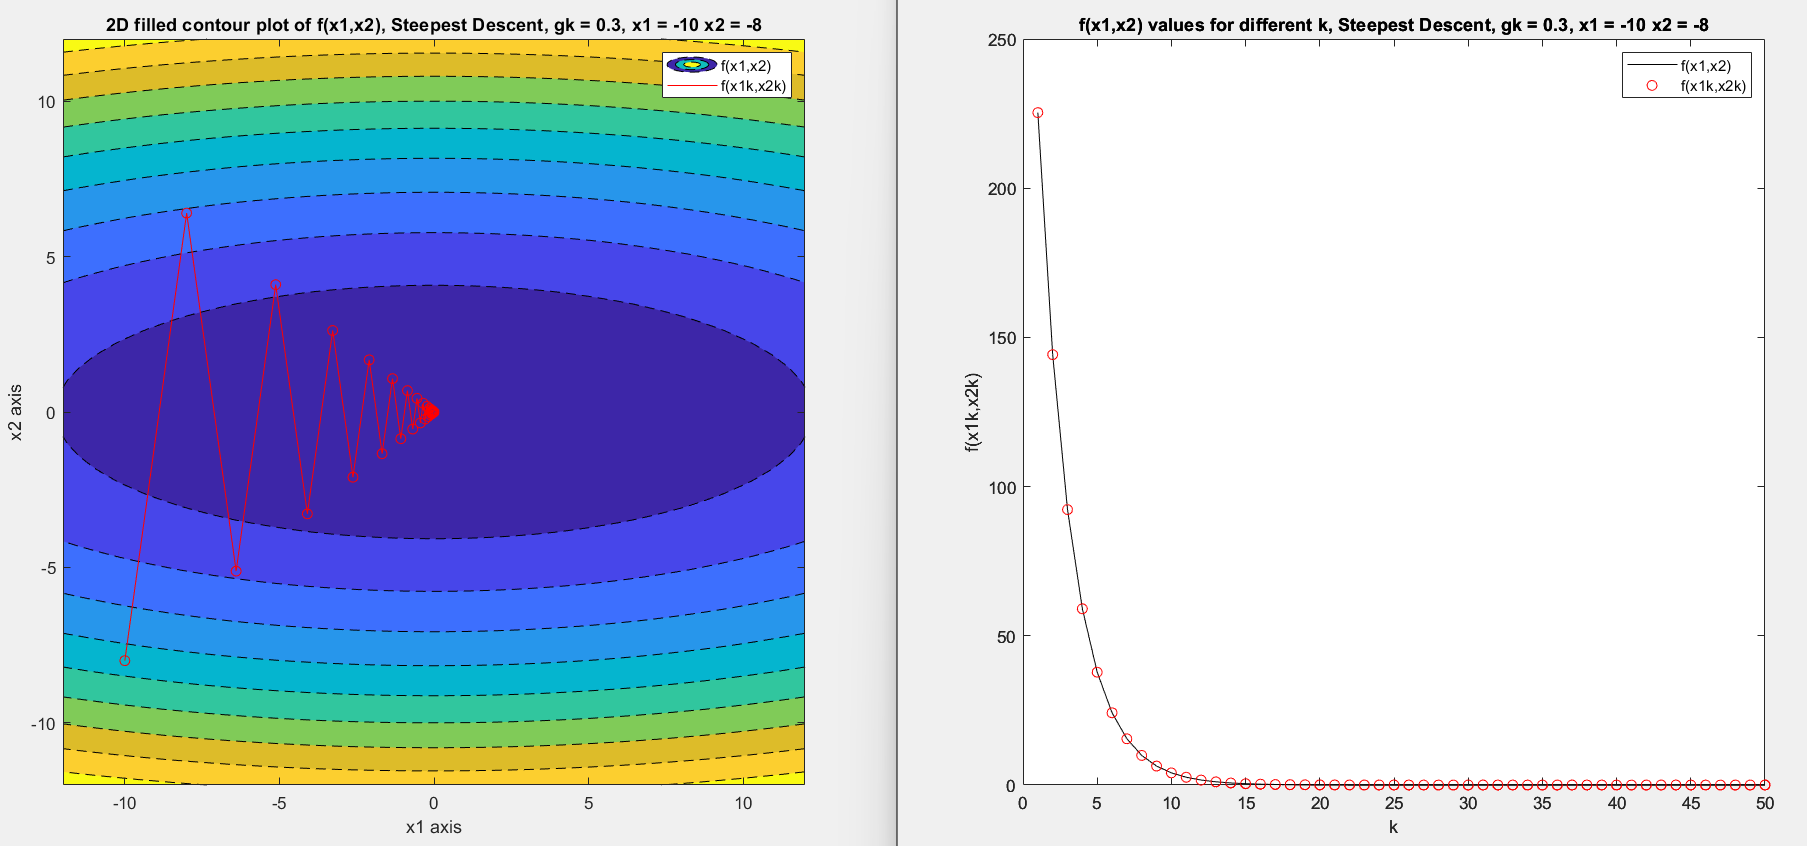 2D filled contour plot of f(x1,x2), Steepest Descent, gk = 0.3, x1 = -10 x2 = -8
f(x1,x2)
f(x1k,x2k)
10
5
0
-5
-10
x2 axis
-10
-5
0
5
10
x1 axis
f(x1,x2) values for different k, Steepest Descent, gk = 0.3, x1 = -10 x2 = -8
f(x1,x2)
f(x1k,x2k)
250
200
150
100
50
0
f(x1k,x2k)
0
5
10
15
20
25
30
35
40
45
50
k